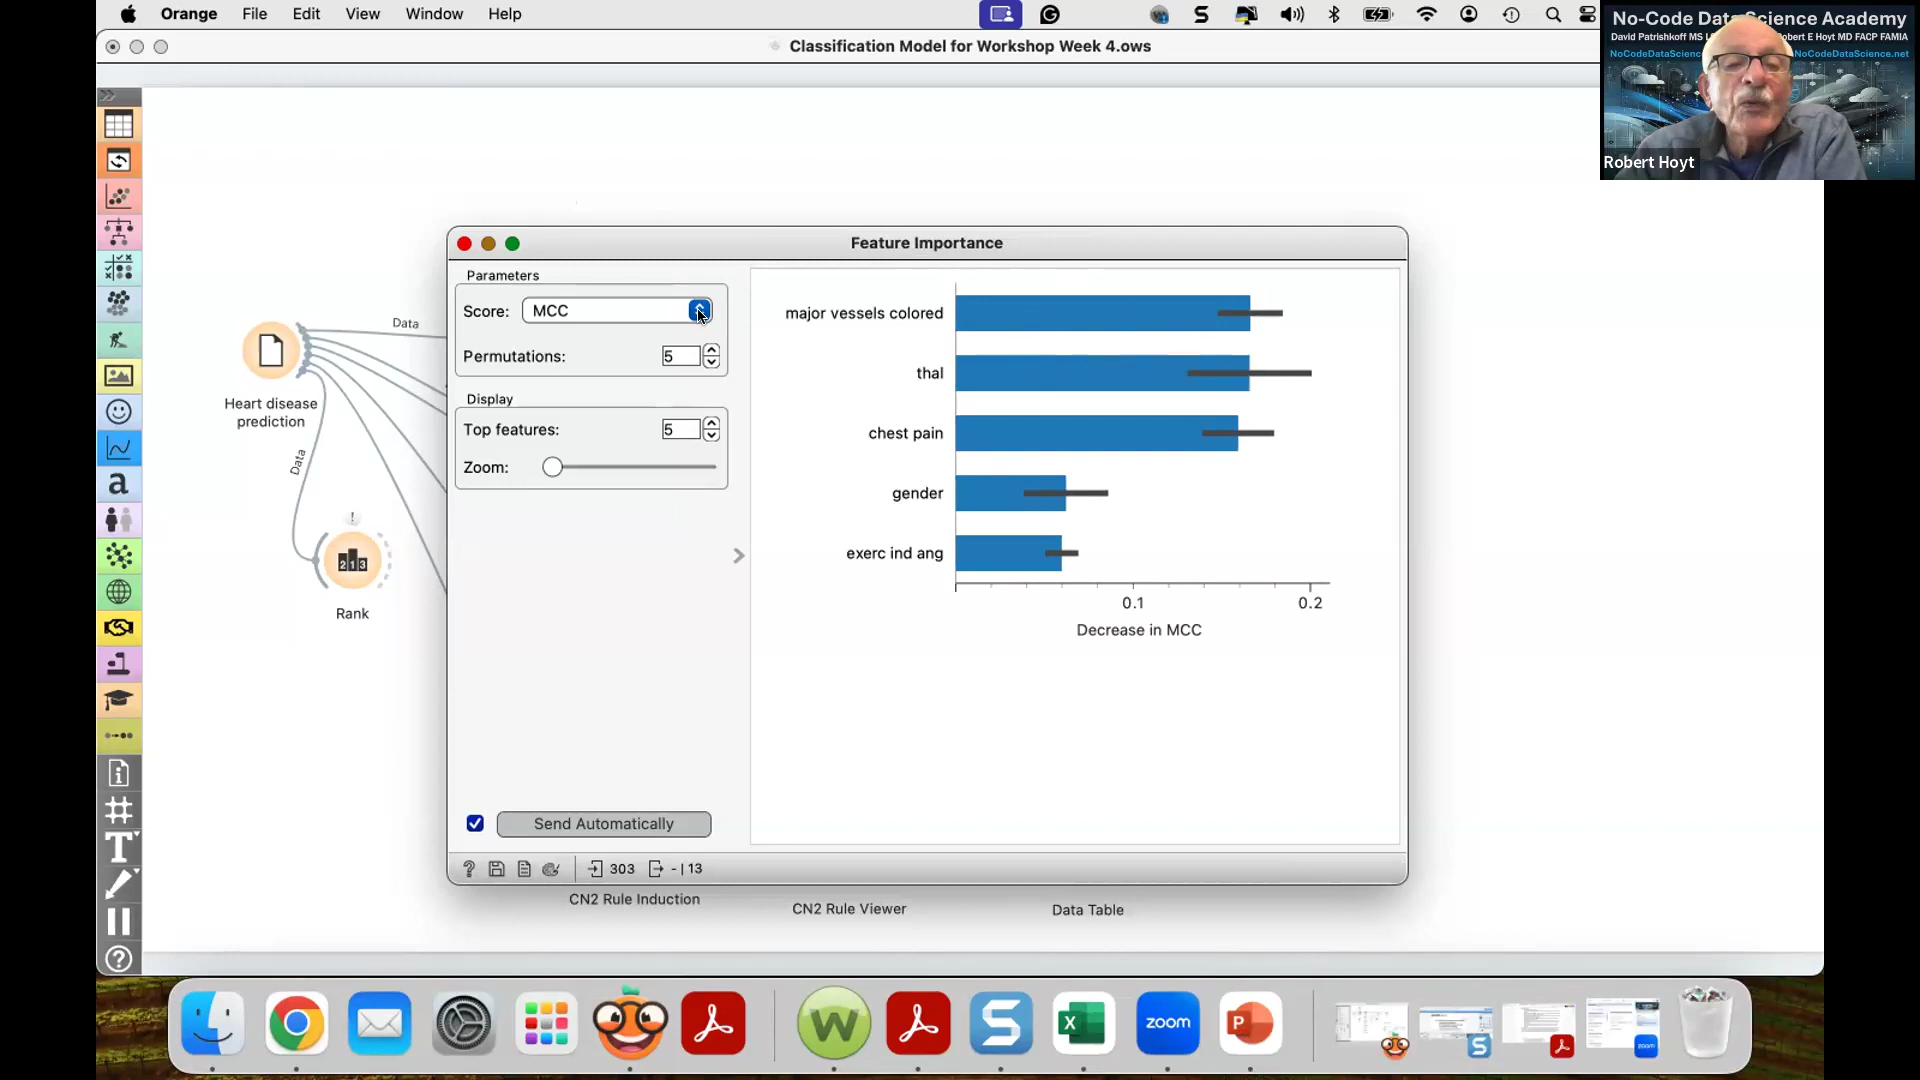 Orange File Edit View Window Help
Classification Model for Workshop Week 4.ows
No-Code Data Science Academy
David Patrishkoff MS
Robert E Hoyt MD FACP FAMIA
NoCodeDataScience
NoCodeDataScience.net
Robert Hoyt
Feature Importance
Parameters
Score: MCC
Permutations: 5
Display
Top features: 5
Zoom:
Send Automatically
303 - | 13
major vessels colored
thal
chest pain
gender
exerc ind ang
0.1 0.2
Decrease in MCC
Data
Heart disease
prediction
Data
Rank
CN2 Rule Induction
CN2 Rule Viewer
Data Table
zoom